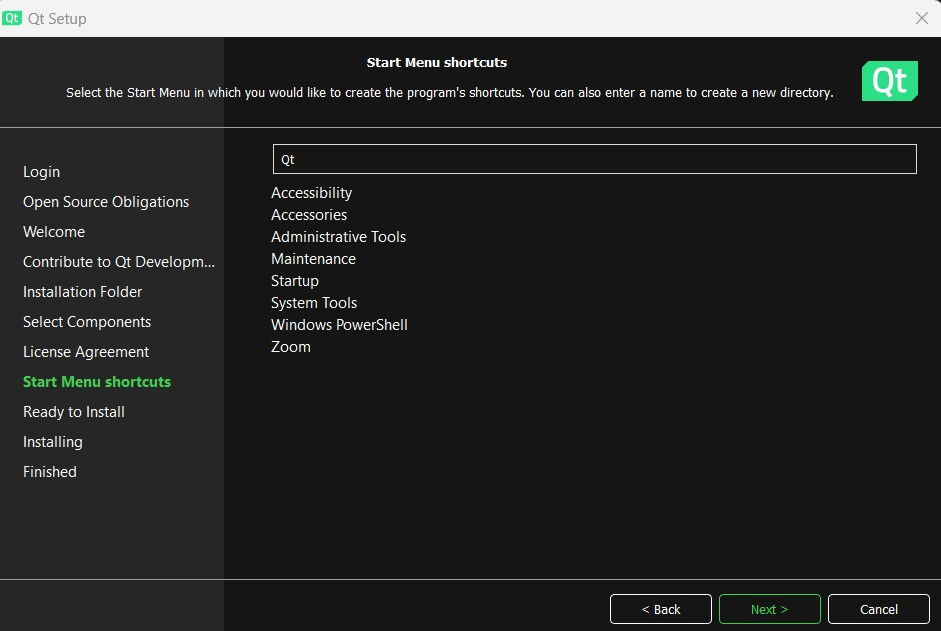 Qt Qt Setup
Start Menu shortcuts
Select the Start Menu in which you would like to create the program's shortcuts. You can also enter a name to create a new directory.
Qt
Login
Open Source Obligations
Welcome
Contribute to Qt Developm...
Installation Folder
Select Components
License Agreement
Start Menu shortcuts
Ready to Install
Installing
Finished
Qt
Accessibility
Accessories
Administrative Tools
Maintenance
Startup
System Tools
Windows PowerShell
Zoom
< Back
Next >
Cancel